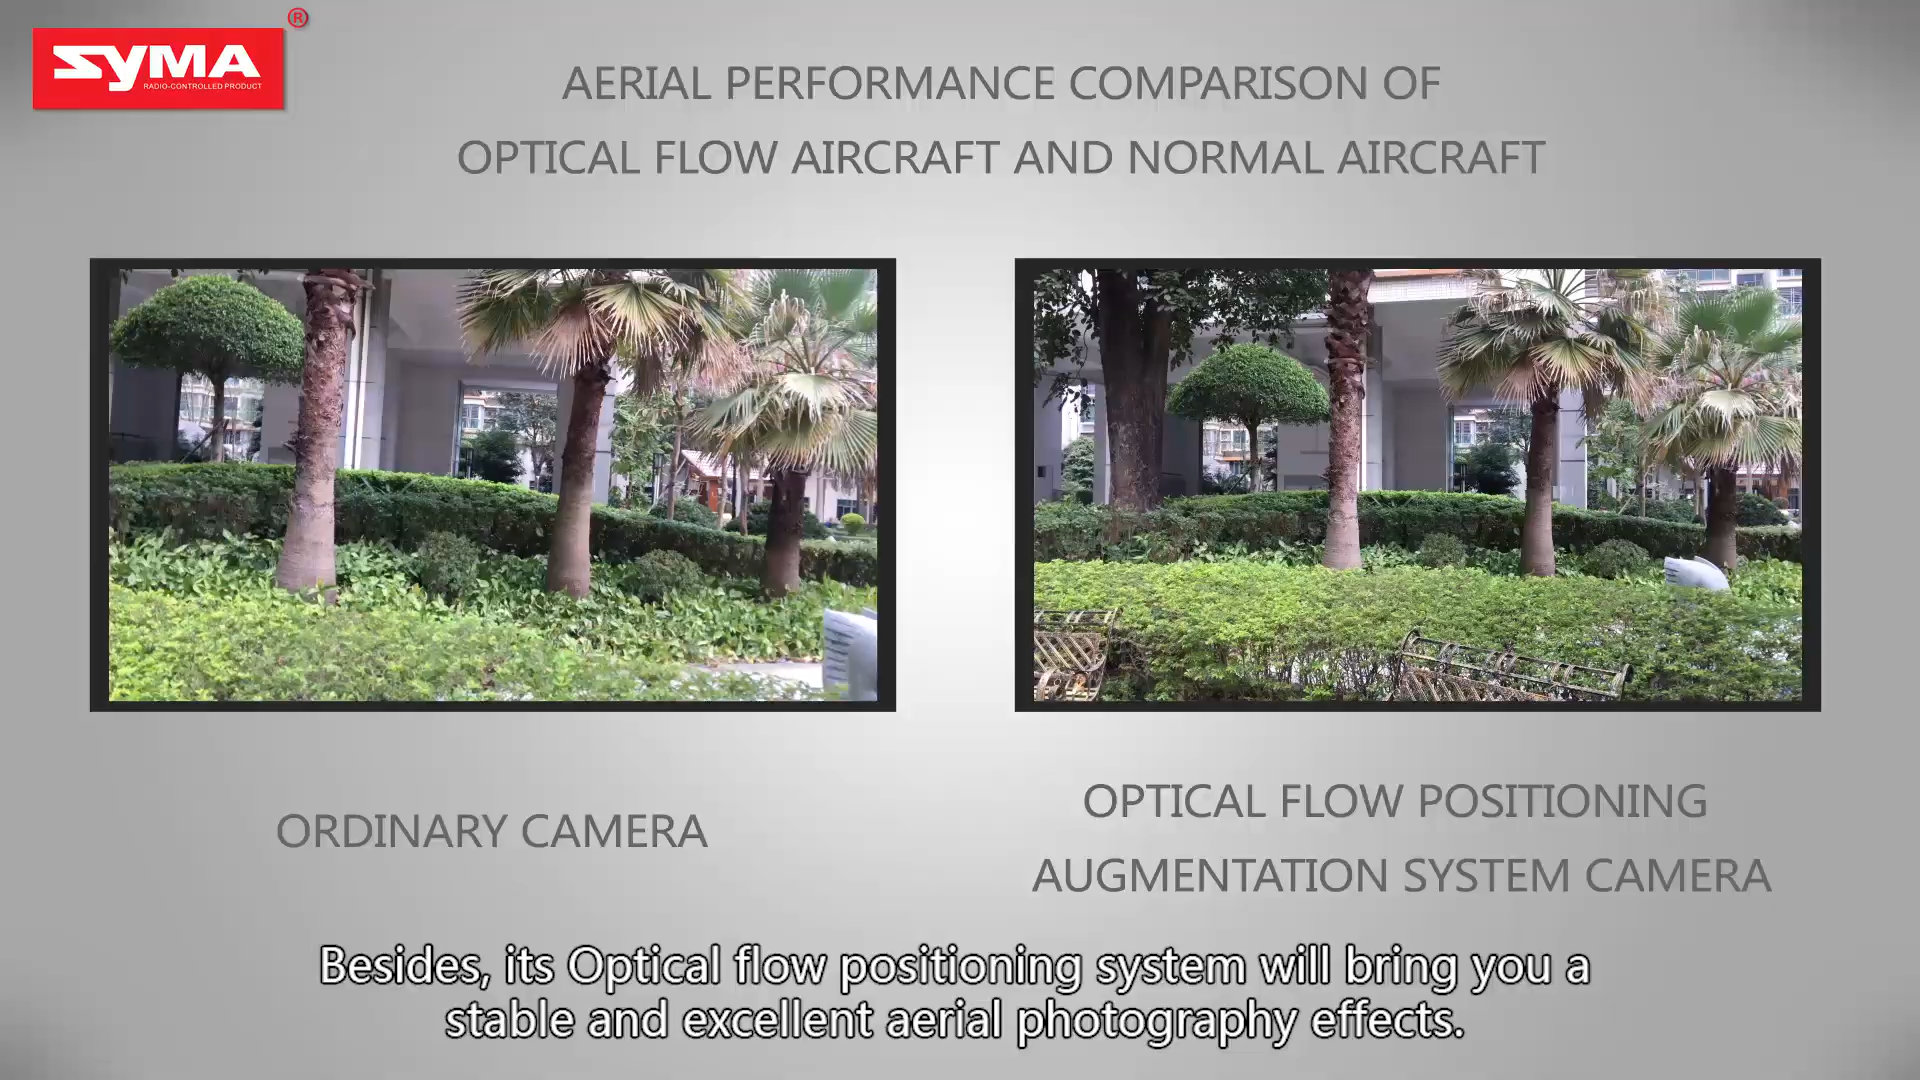 SYMA
®
RADIO-CONTROLLED PRODUCT
AERIAL PERFORMANCE COMPARISON OF
OPTICAL FLOW AIRCRAFT AND NORMAL AIRCRAFT
ORDINARY CAMERA
OPTICAL FLOW POSITIONING
AUGMENTATION SYSTEM CAMERA
Besides, its Optical flow positioning system will bring you a
stable and excellent aerial photography effects.